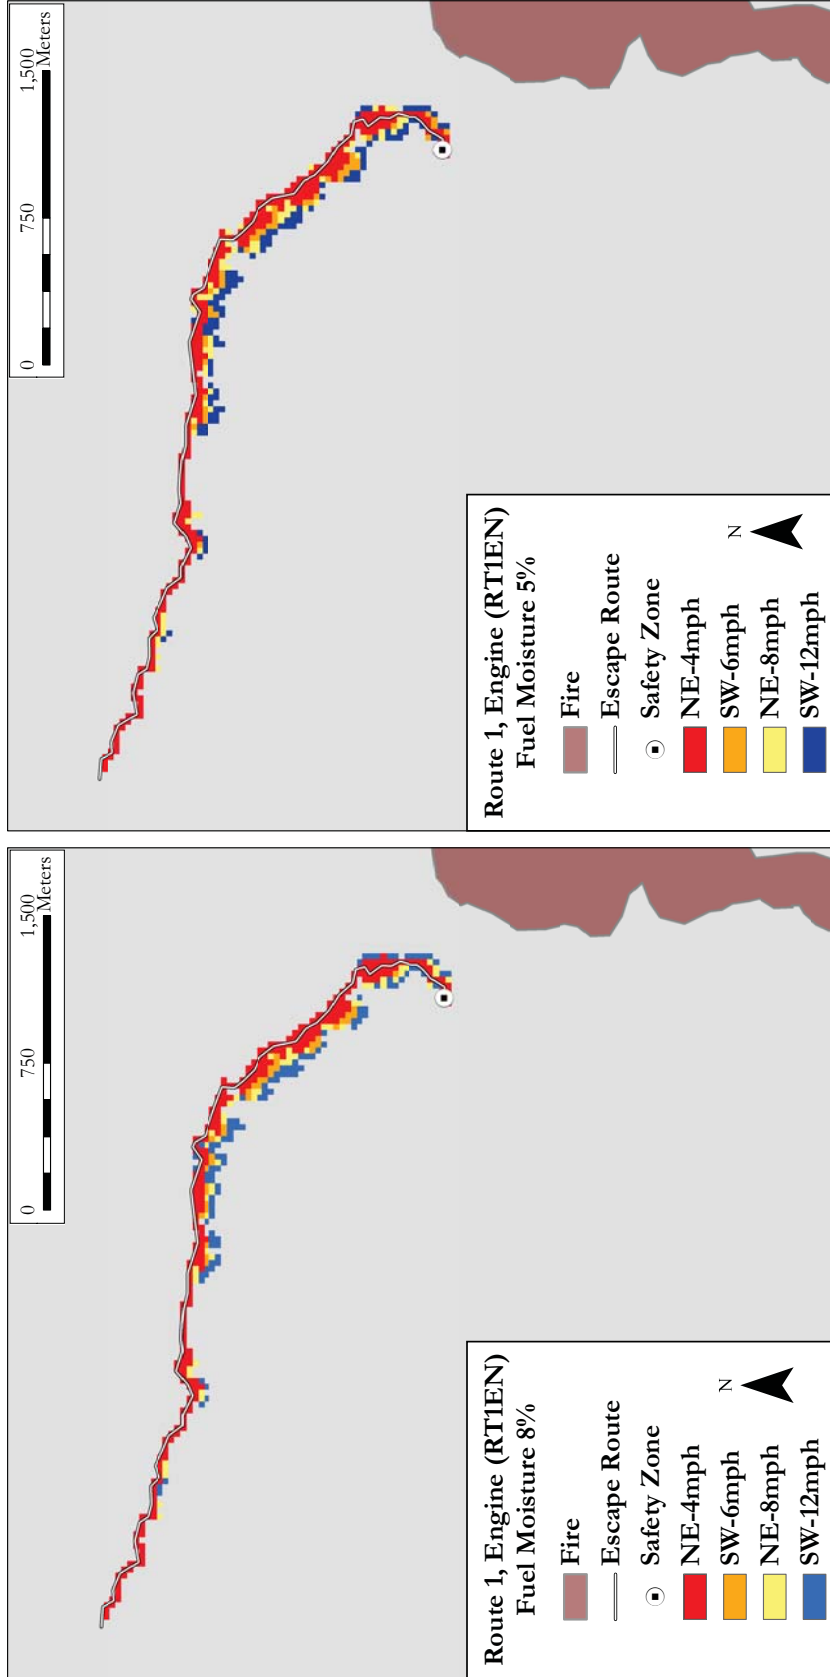 Route 1, Engine (RT1EN)
Fuel Moisture 8%
Fire
Escape Route
Safety Zone
NE-4mph
SW-6mph
NE-8mph
SW-12mph
N
0 750 1,500
Meters
Route 1, Engine (RT1EN)
Fuel Moisture 5%
Fire
Escape Route
Safety Zone
NE-4mph
SW-6mph
NE-8mph
SW-12mph
N
0 750 1,500
Meters